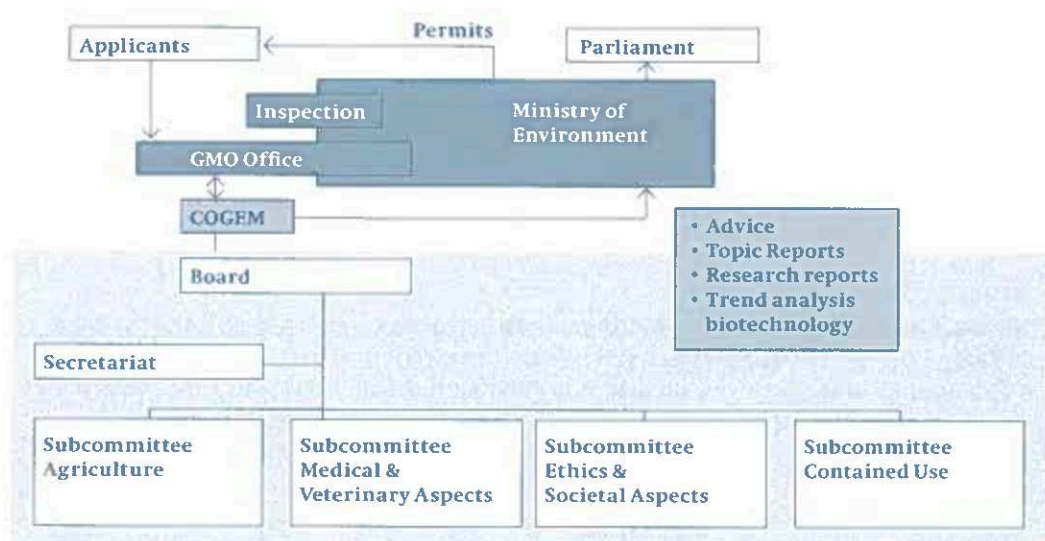 Permits
Applicants
Parliament
Inspection
Ministry of
Environment
GMO Office
COGEM
• Advice
• Topic Reports
• Research reports
• Trend analysis
biotechnology
Board
Secretariat
Subcommittee
Agriculture
Subcommittee
Medical &
Veterinary Aspects
Subcommittee
Ethics &
Societal Aspects
Subcommittee
Contained Use